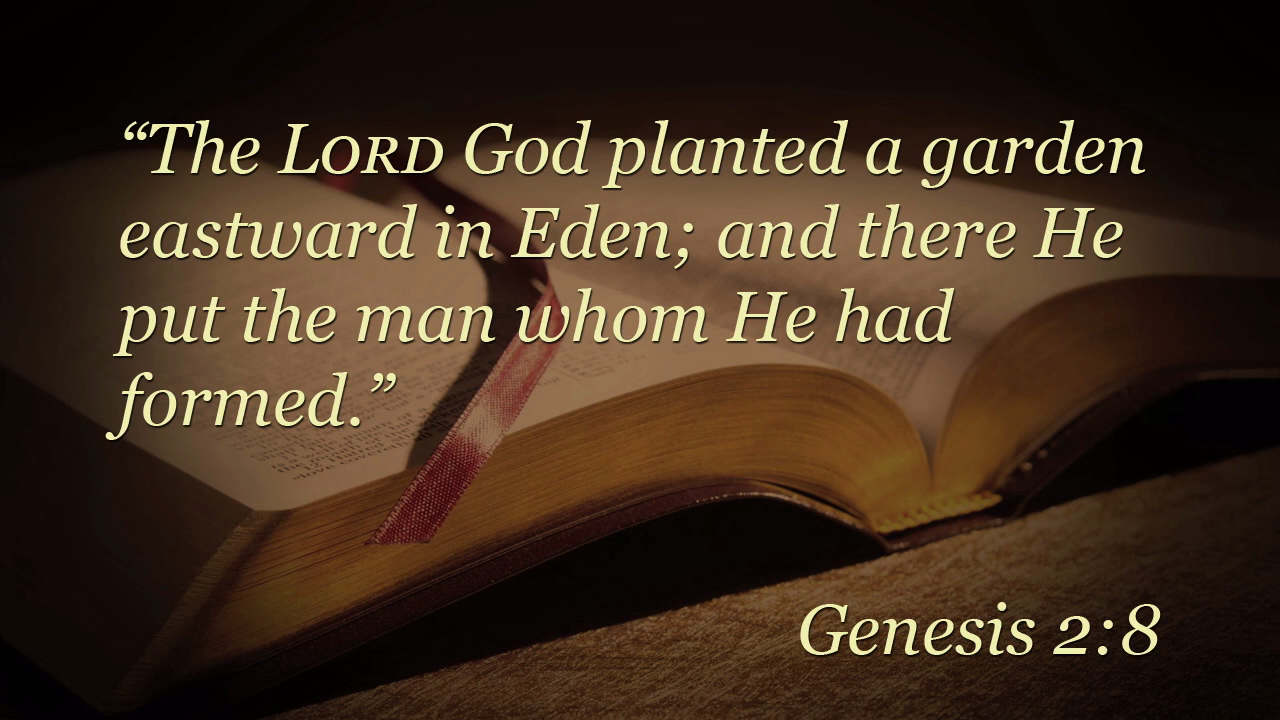 “The LORD God planted a garden
eastward in Eden; and there He
put the man whom He had
formed.”
Genesis 2:8